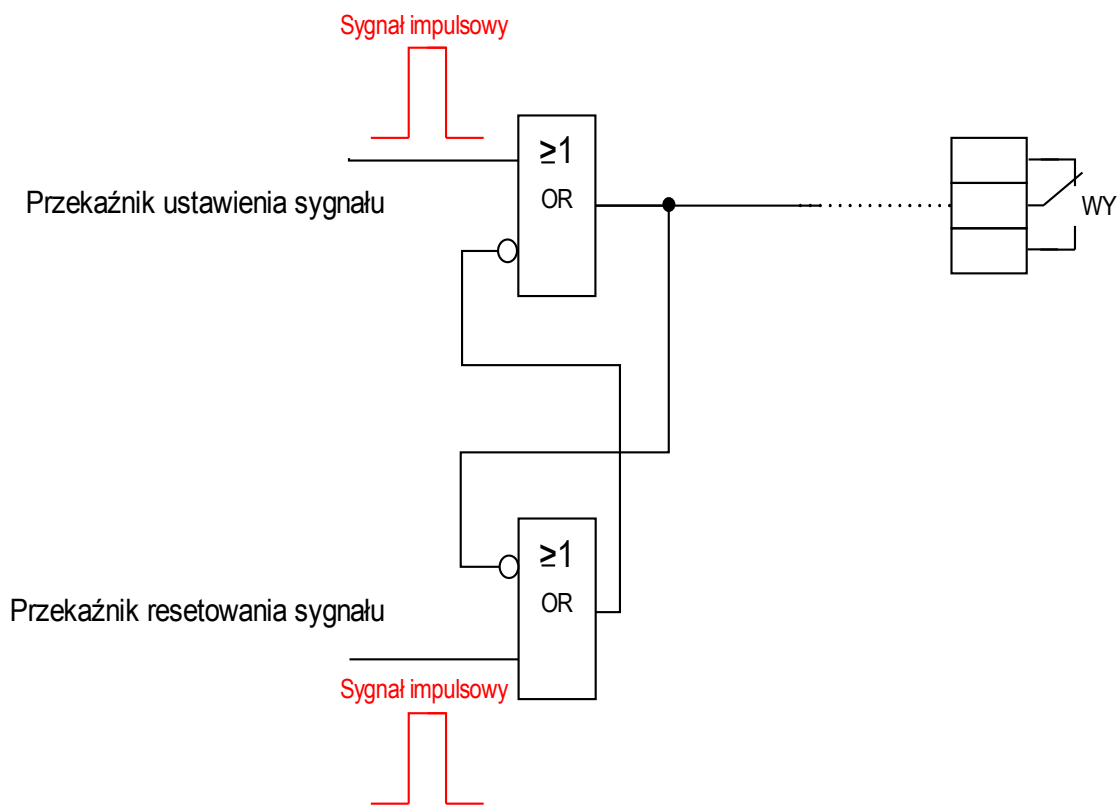 Sygnał impulsowy
≥1
OR
Przekaźnik ustawienia sygnału
WY
≥1
OR
Przekaźnik resetowania sygnału
Sygnał impulsowy